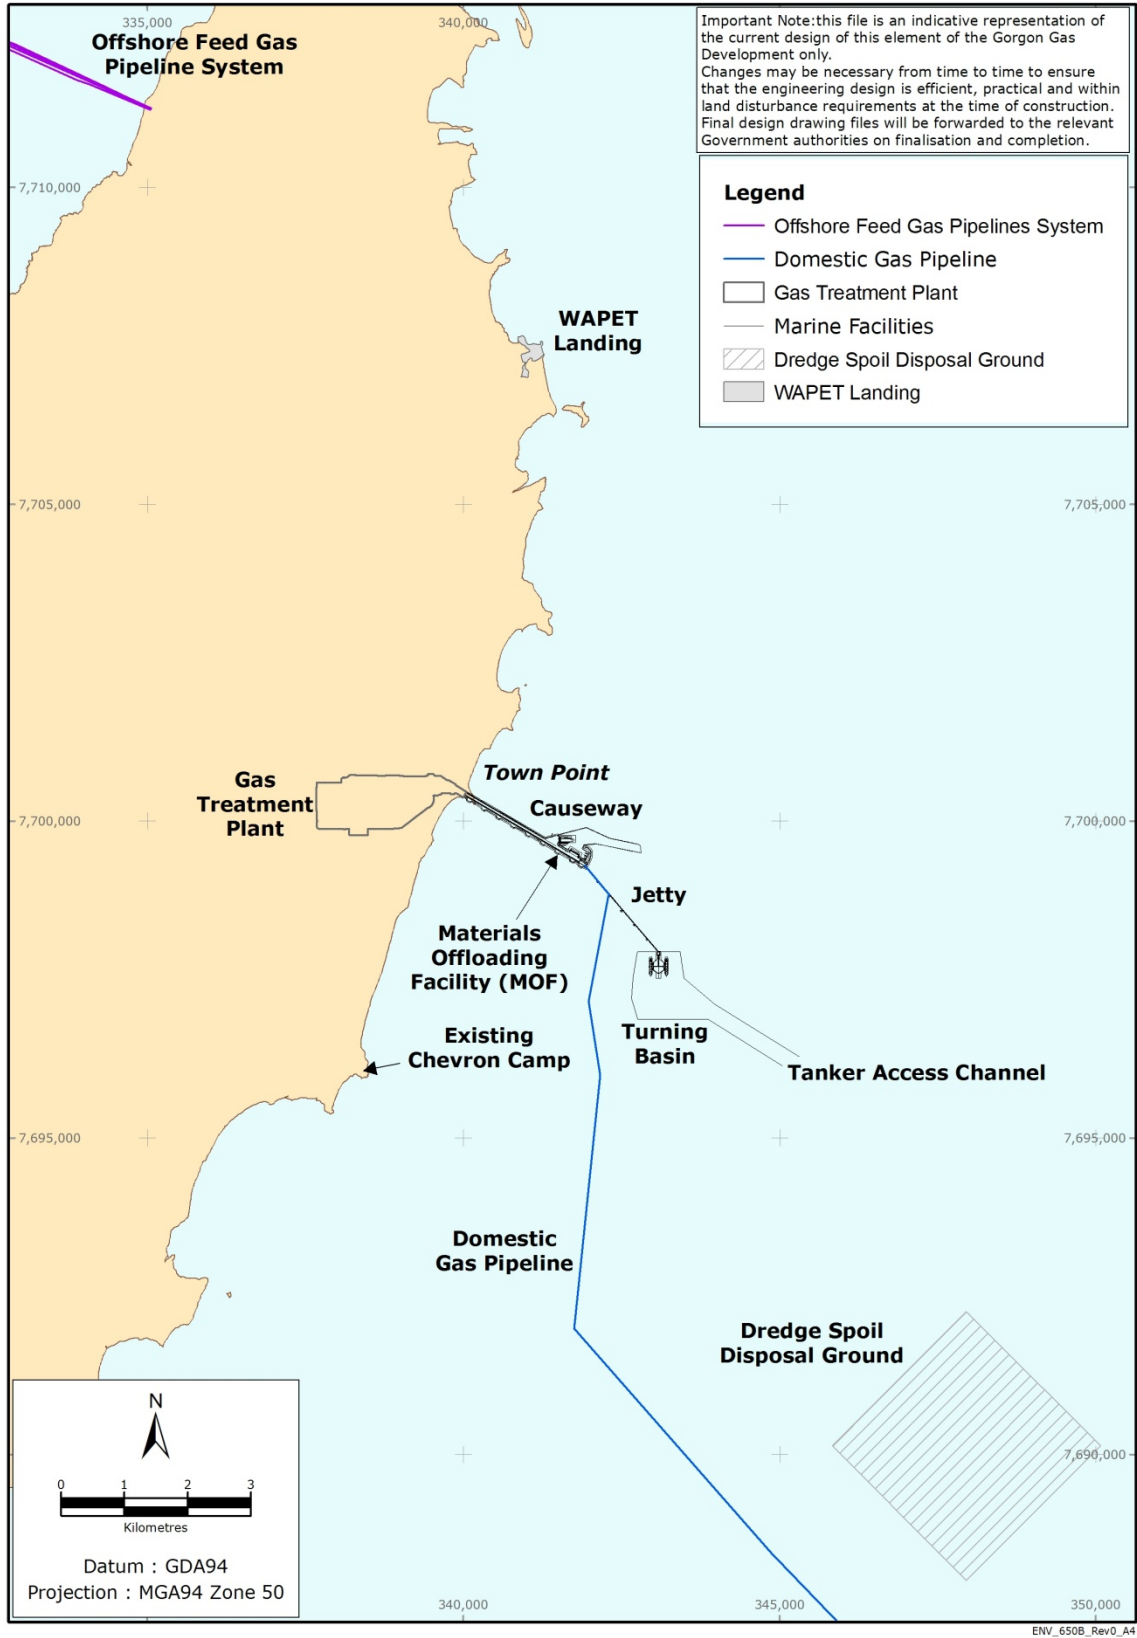 335,000
340,000
Offshore Feed Gas
Pipeline System
Important Note:this file is an indicative representation of
the current design of this element of the Gorgon Gas
Development only.
Changes may be necessary from time to time to ensure
that the engineering design is efficient, practical and within
land disturbance requirements at the time of construction.
Final design drawing files will be forwarded to the relevant
Government authorities on finalisation and completion.
7,710,000
Legend
Offshore Feed Gas Pipelines System
Domestic Gas Pipeline
Gas Treatment Plant
Marine Facilities
Dredge Spoil Disposal Ground
WAPET Landing
WAPET
Landing
7,705,000
7,705,000
Town Point
Gas
Treatment
Plant
Causeway
7,700,000
7,700,000
Jetty
Materials
Offloading
Facility (MOF)
Existing
Chevron Camp
Turning
Basin
Tanker Access Channel
7,695,000
7,695,000
Domestic
Gas Pipeline
Dredge Spoil
Disposal Ground
7,690,000
N
0 1 2 3
Kilometres
Datum : GDA94
Projection : MGA94 Zone 50
340,000
345,000
350,000
ENV_650B_Rev0_A4